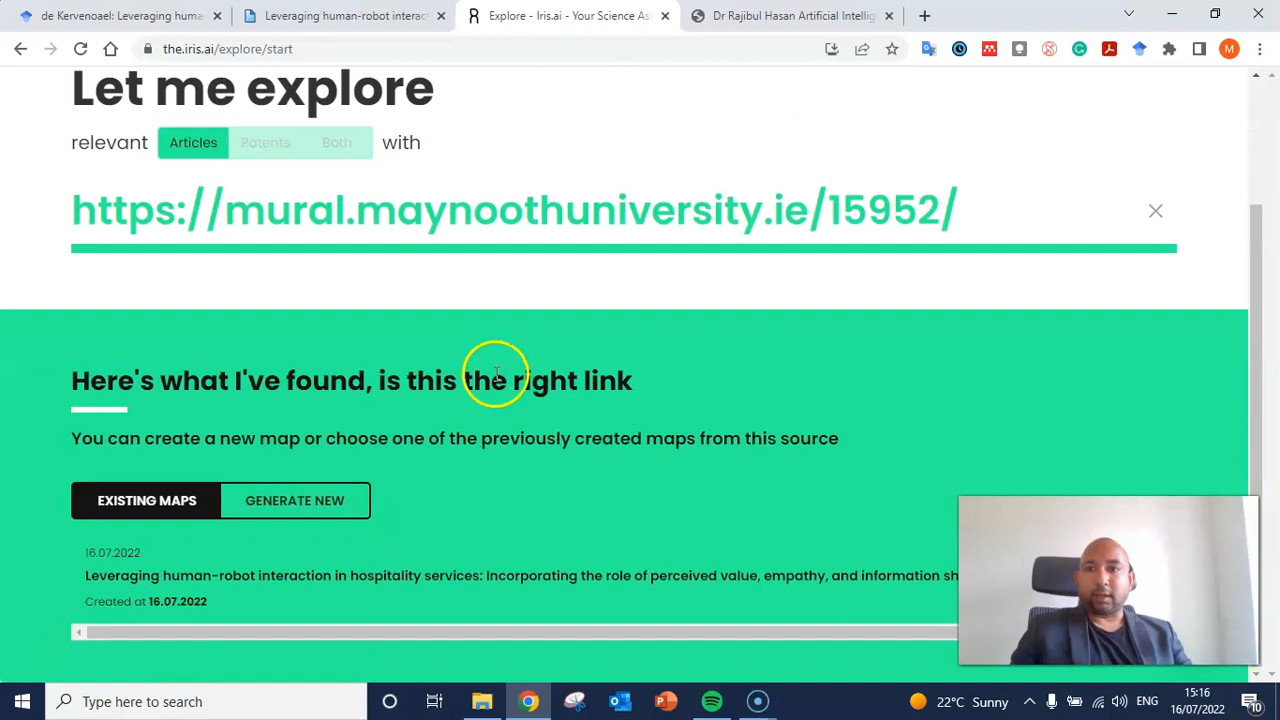 de Kervenael: Leveraging human
Leveraging human-robot interact
Explore - Iris.ai - Your Science As
Dr Rajibul Hasan Artificial Intellig
the.iris.ai/explore/start
M
Let me explore
relevant Articles Patents Both with
https://mural.maynoothuniversity.ie/15952/
Here's what I've found, is this the right link
You can create a new map or choose one of the previously created maps from this source
EXISTING MAPS GENERATE NEW
16.07.2022
Leveraging human-robot interaction in hospitality services: Incorporating the role of perceived value, empathy, and information sh
Created at 16.07.2022
Type here to search
22°C Sunny
ENG
15:16
16/07/2022
10